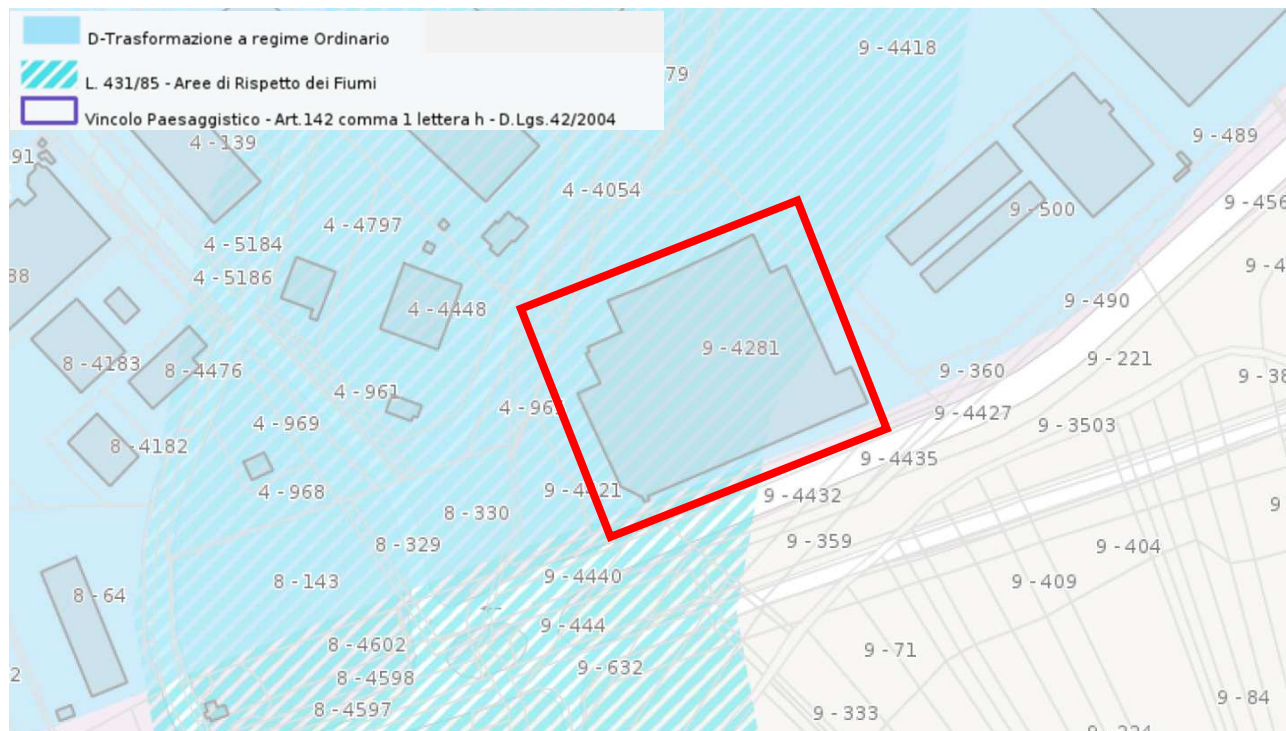 D-Trasformazione a regime Ordinario
L. 431/85 - Aree di Rispetto dei Fiumi
Vincolo Paesaggistico - Art.142 comma 1 lettera h - D.Lgs.42/2004
9 - 4418
79
9 - 489
4 - 139
91
4 - 4054
9 - 456
9 - 500
4 - 4797
4 - 5184
9 - 4
4 - 5186
38
9 - 490
4 - 4448
9 - 4281
9 - 221
8 - 4183
8 - 4476
9 - 360
9 - 38
4 - 961
4 - 96
9 - 4427
4 - 969
9 - 3503
8 - 4182
9 - 4435
4 - 968
9 - 4421
9 - 4432
9
8 - 330
8 - 329
9 - 359
9 - 404
9 - 4440
8 - 143
9 - 409
8 - 64
9 - 444
8 - 4602
9 - 71
9 - 632
2
8 - 4598
9 - 84
8 - 4597
9 - 333